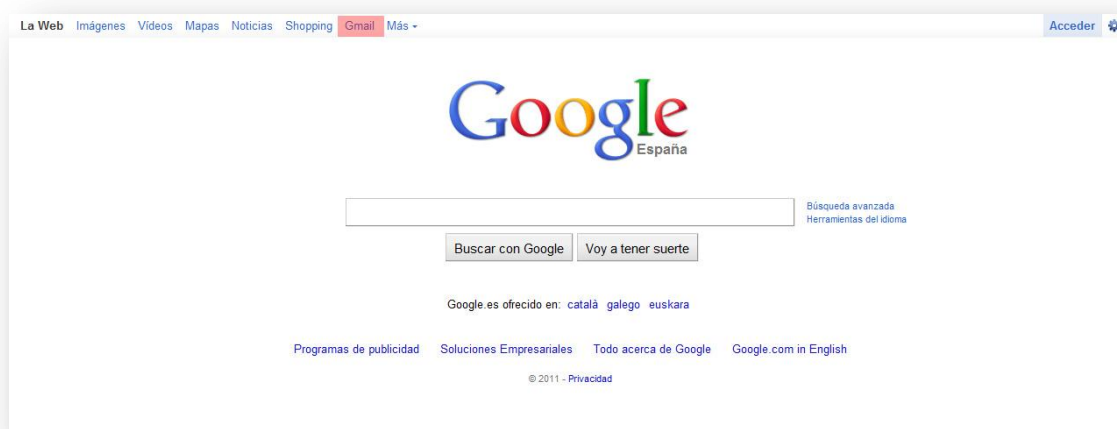 La Web Imágenes Vídeos Mapas Noticias Shopping Gmail Más Acceder
Google
España
Búsqueda avanzada
Herramientas del idioma
Buscar con Google Voy a tener suerte
Google.es ofrecido en: català galego euskara
Programas de publicidad Soluciones Empresariales Todo acerca de Google Google.com in English
© 2011 - Privacidad